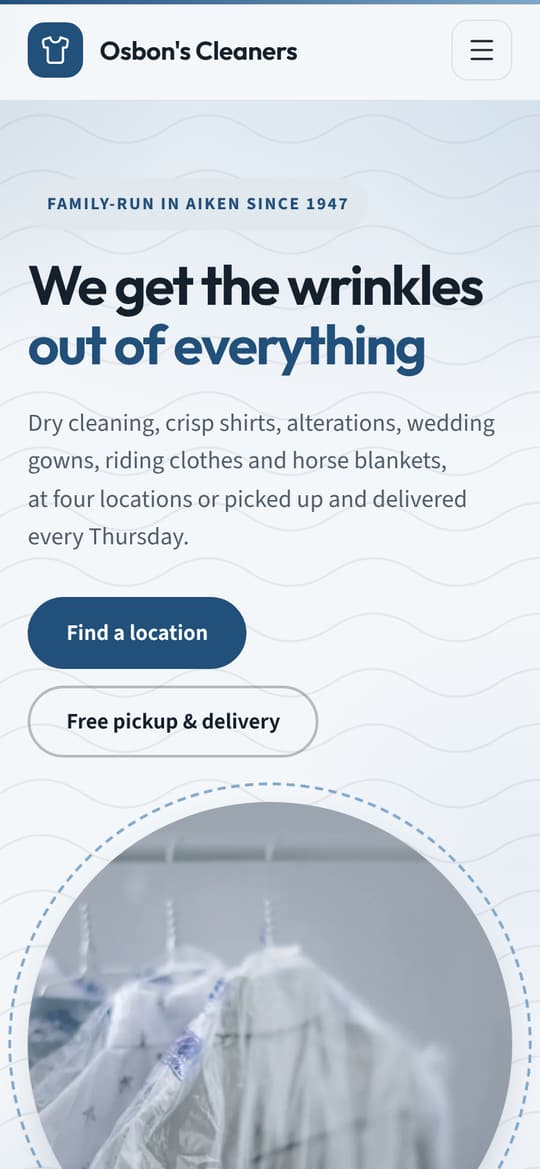 Osbon's Cleaners
FAMILY-RUN IN AIKEN SINCE 1947
We get the wrinkles
out of everything
Dry cleaning, crisp shirts, alterations, wedding
gowns, riding clothes and horse blankets,
at four locations or picked up and delivered
every Thursday.
Find a location
Free pickup & delivery